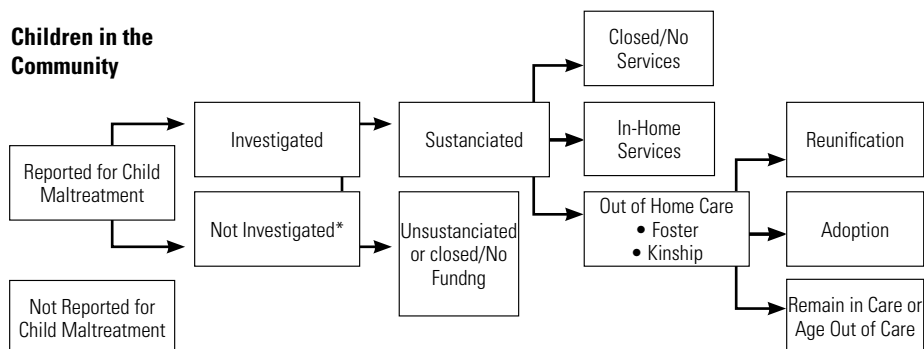 Children in the
Community
Reported for Child
Maltreatment
Not Reported for
Child Maltreatment
Investigated
Not Investigated*
Sustanciated
Unsustanciated
or closed/No
Fundng
Closed/No
Services
In-Home
Services
Out of Home Care
• Foster
• Kinship
Reunification
Adoption
Remain in Care or
Age Out of Care